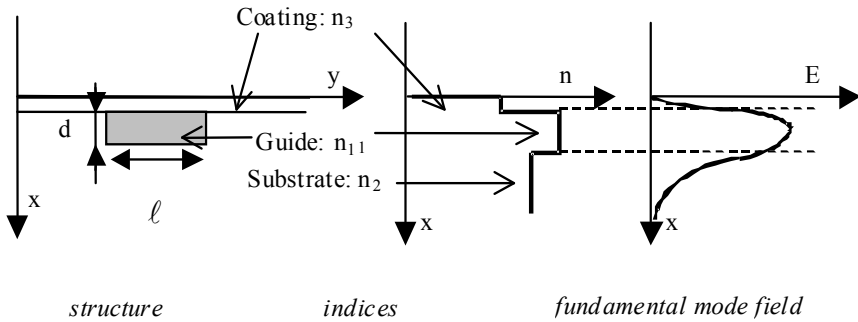 Coating: n₃
y
n
E
d
Guide: n₁₁
Substrate: n₂
x
ℓ
x
x
structure
indices
fundamental mode field